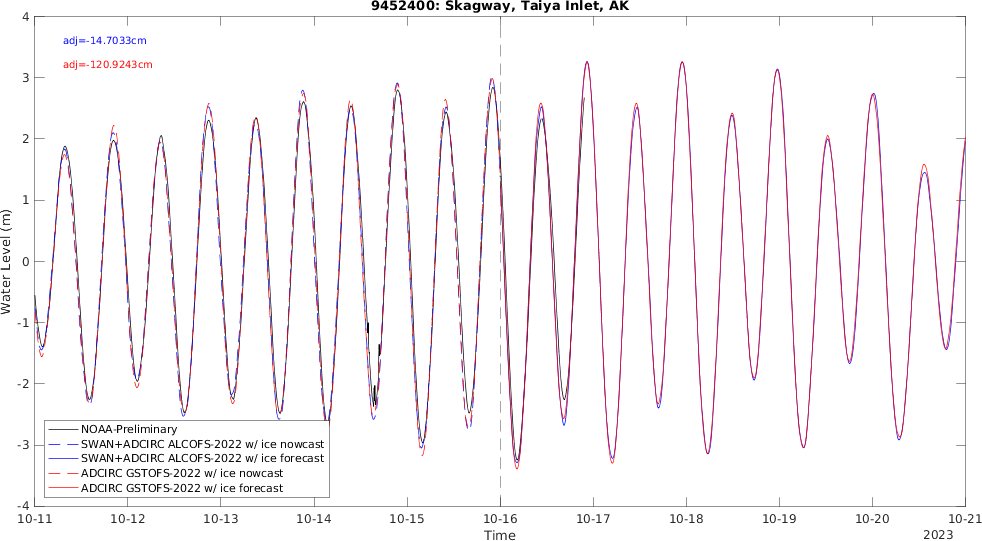 9452400: Skagway, Taiya Inlet, AK
adj=-14.7033cm
adj=-120.9243cm
4
3
2
1
0
-1
-2
-3
-4
Water Level (m)
NOAA-Preliminary
SWAN+ADCIRC ALCOFS-2022 w/ ice nowcast
SWAN+ADCIRC ALCOFS-2022 w/ ice forecast
ADCIRC GSTOFS-2022 w/ ice nowcast
ADCIRC GSTOFS-2022 w/ ice forecast
10-11 10-12 10-13 10-14 10-15 10-16 10-17 10-18 10-19 10-20 10-21
Time
2023